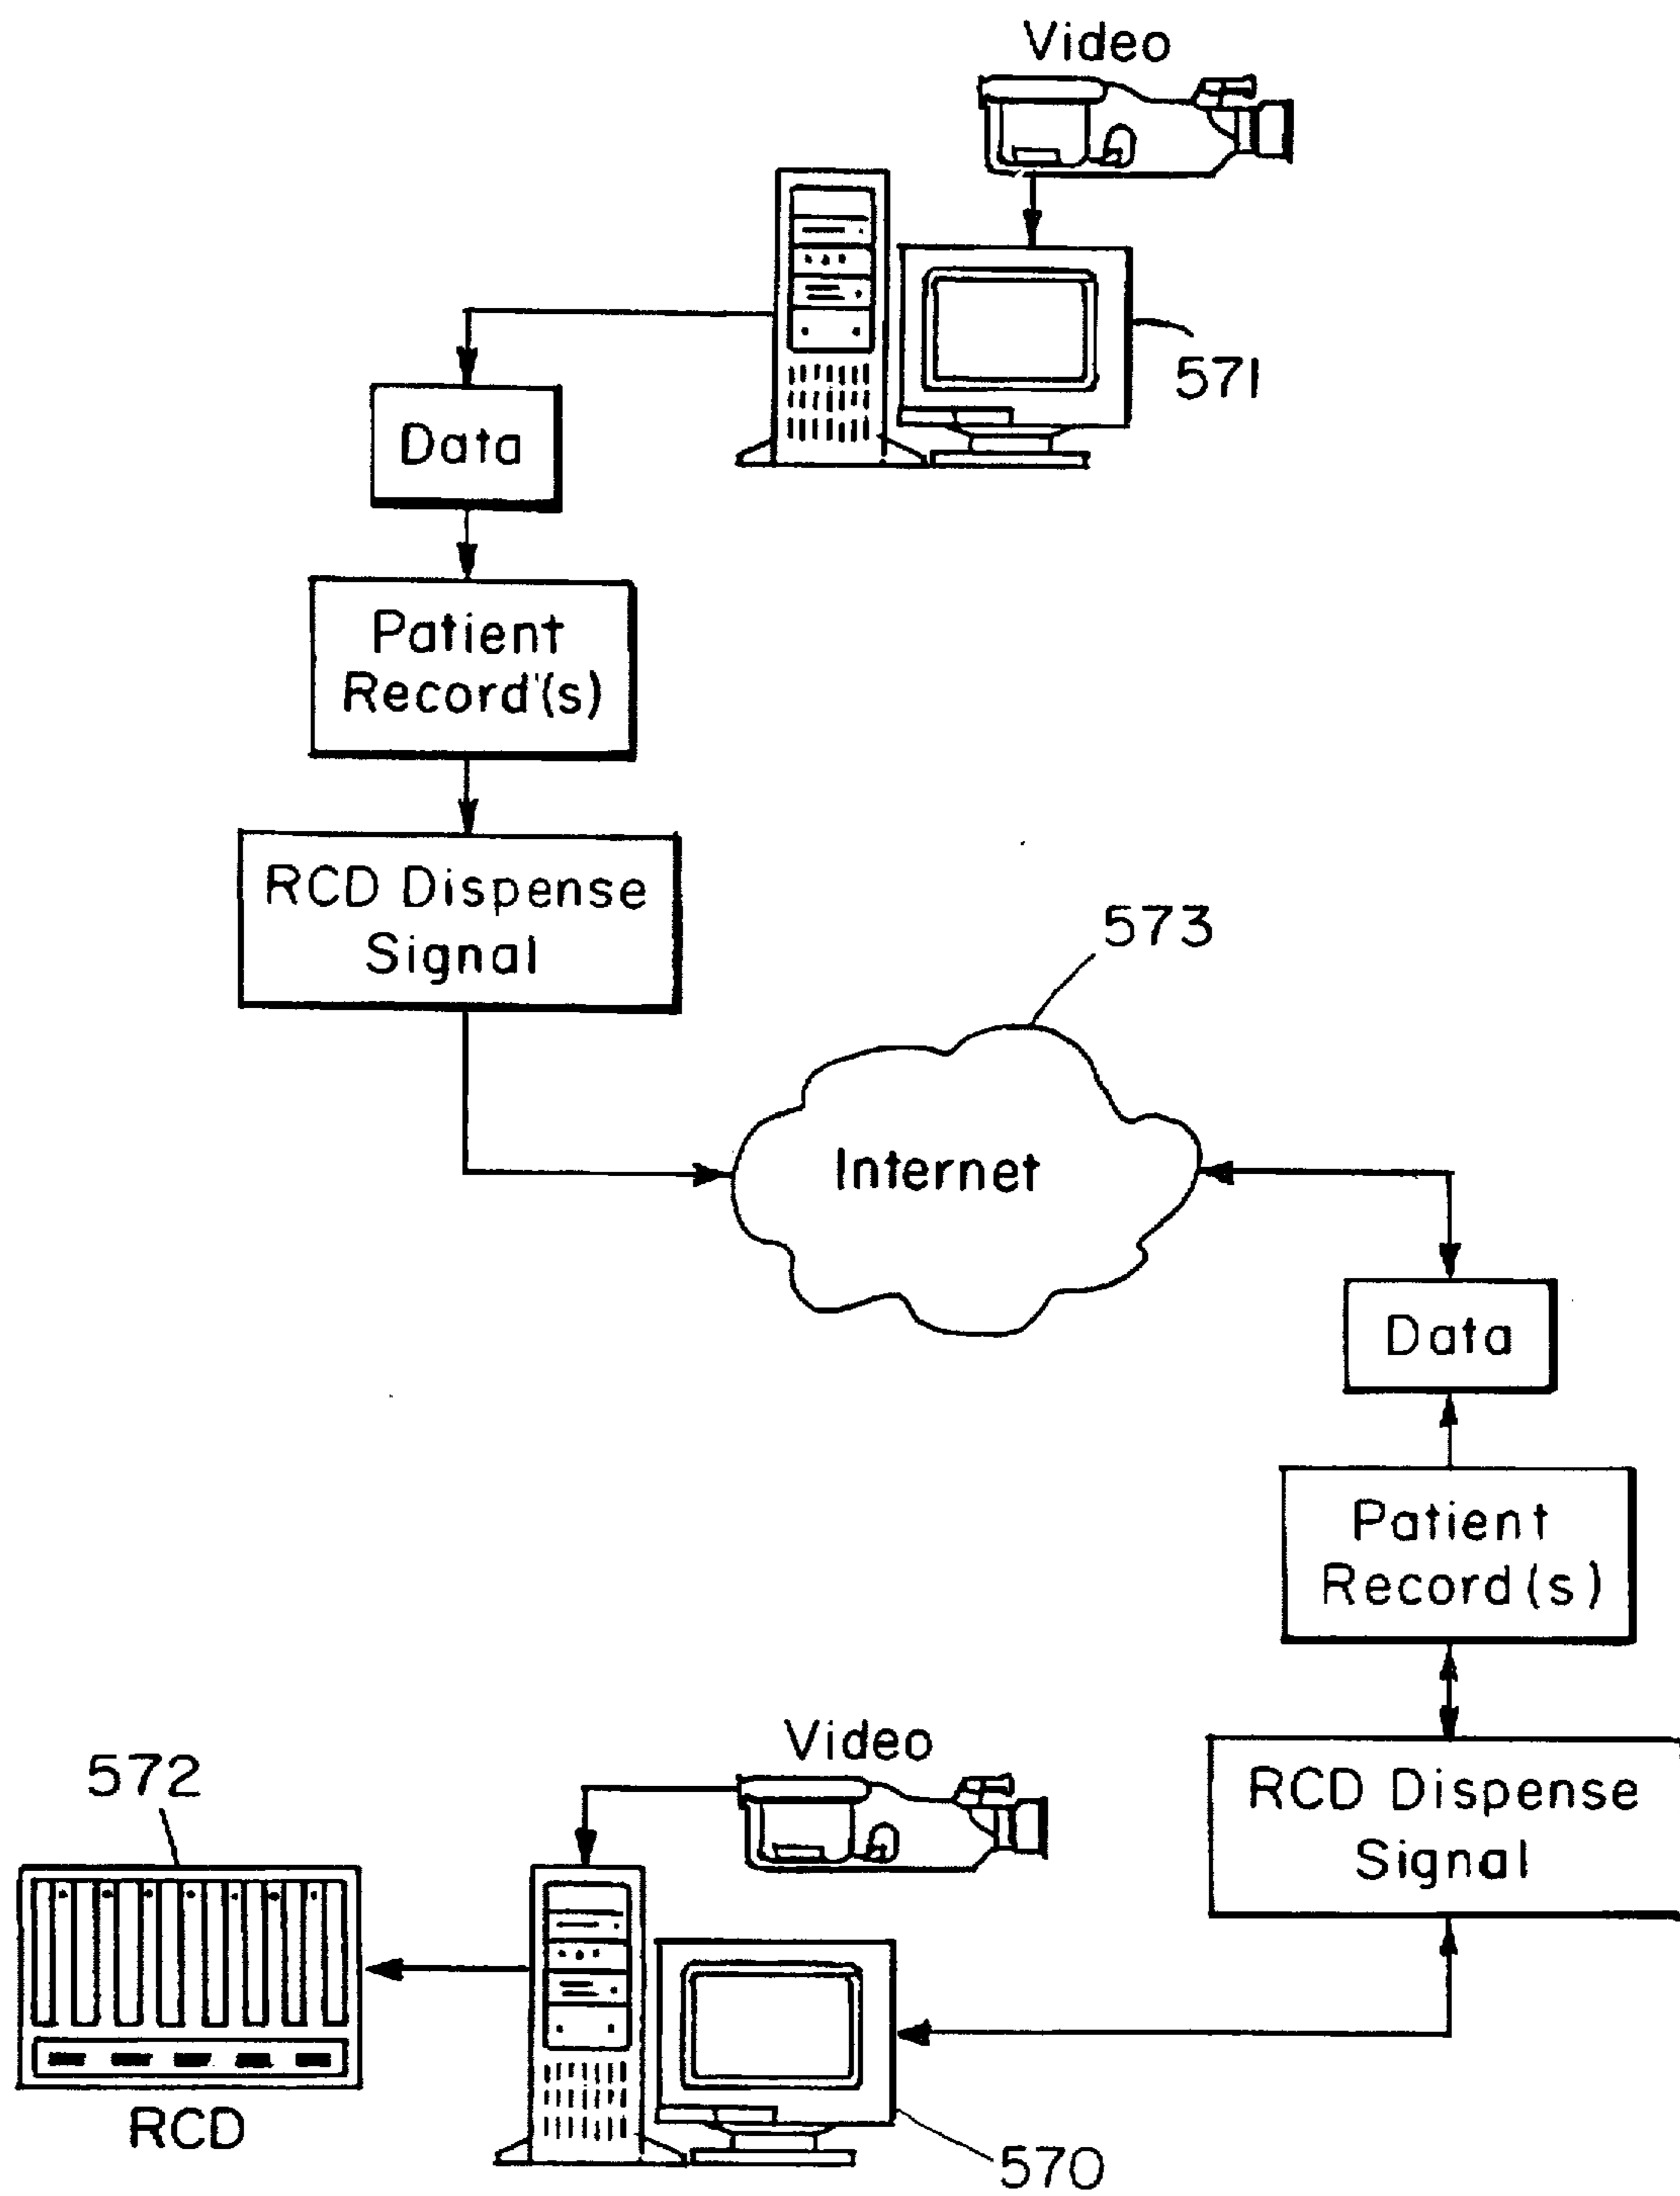 Video
571
Data
Patient
Record'(s)
RCD Dispense
Signal
573
Internet
Data
Patient
Record(s)
RCD Dispense
Signal
Video
572
RCD
570